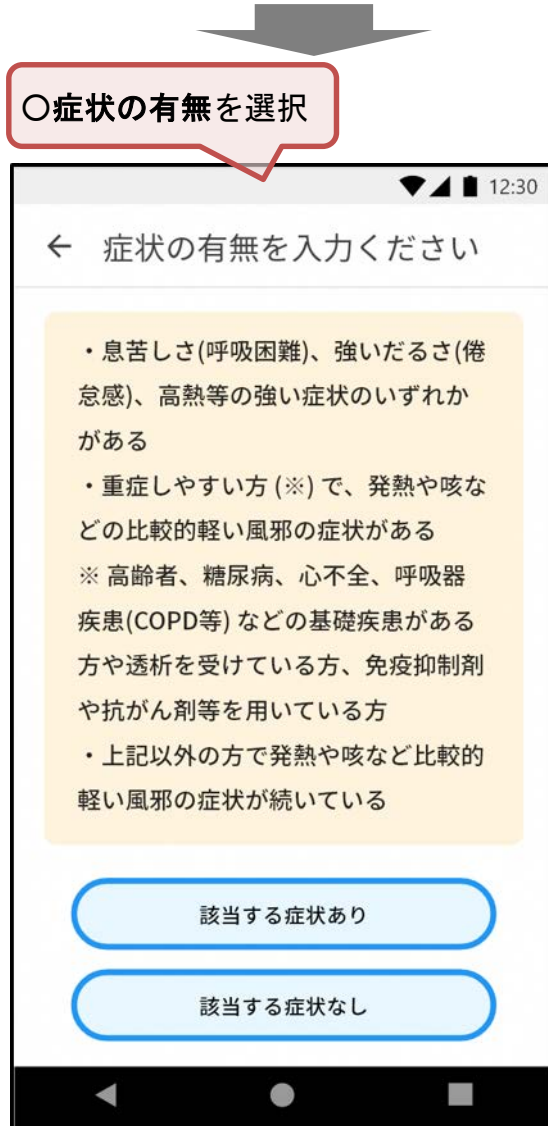 〇症状の有無を選択
12:30
← 症状の有無を入力ください
・息苦しさ(呼吸困難)、強いだるさ(倦
怠感)、高熱等の強い症状のいずれか
がある
・重症しやすい方 (※) で、発熱や咳な
どの比較的軽い風邪の症状がある
※ 高齢者、糖尿病、心不全、呼吸器
疾患(COPD等) などの基礎疾患がある
方や透析を受けている方、免疫抑制剤
や抗がん剤等を用いている方
・上記以外の方で発熱や咳など比較的
軽い風邪の症状が続いている
該当する症状あり
該当する症状なし